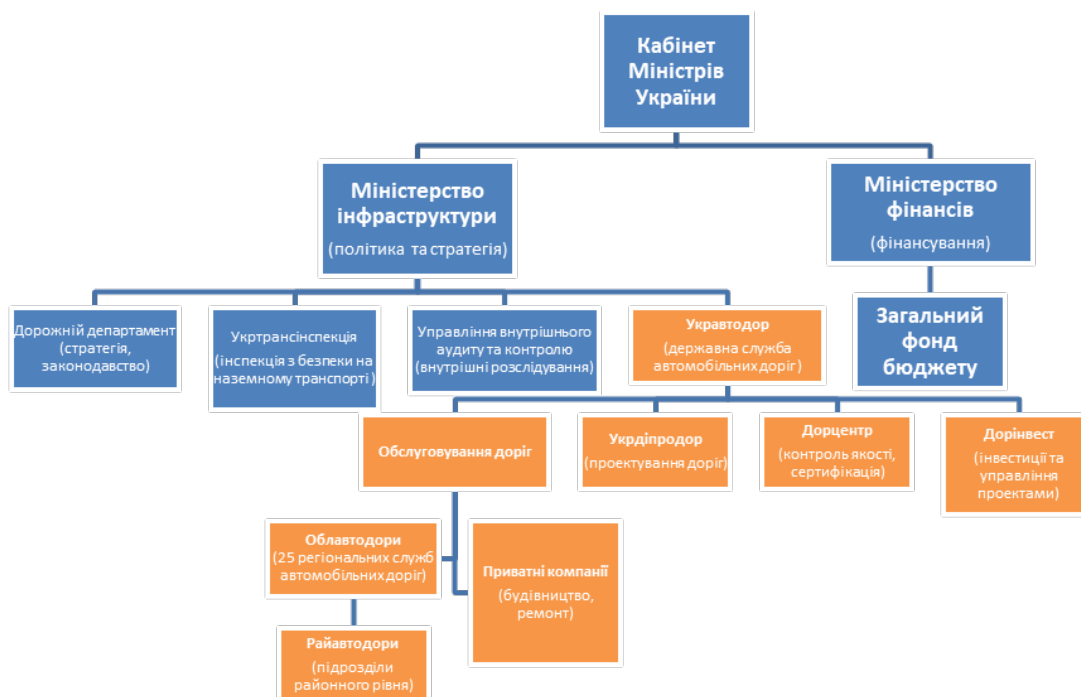 Кабінет
Міністрів
України
Міністерство
інфраструктури
(політика та стратегія)
Міністерство
фінансів
(фінансування)
Дорожній департамент
(стратегія,
законодавство)
Укртрансінспекція
(інспекція з безпеки на
наземному транспорті)
Управління внутрішнього
аудиту та контролю
(внутрішні розслідування)
Укравтодор
(державна служба
автомобільних доріг)
Загальний
фонд
бюджету
Обслуговування доріг
Укрдіпродор
(проектування доріг)
Дорцентр
(контроль якості,
сертифікація)
Дорінвест
(інвестиції та
управління
проектами)
Облавтодори
(25 регіональних служб
автомобільних доріг)
Приватні компанії
(будівництво,
ремонт)
Райавтодори
(підрозділи
районного рівня)